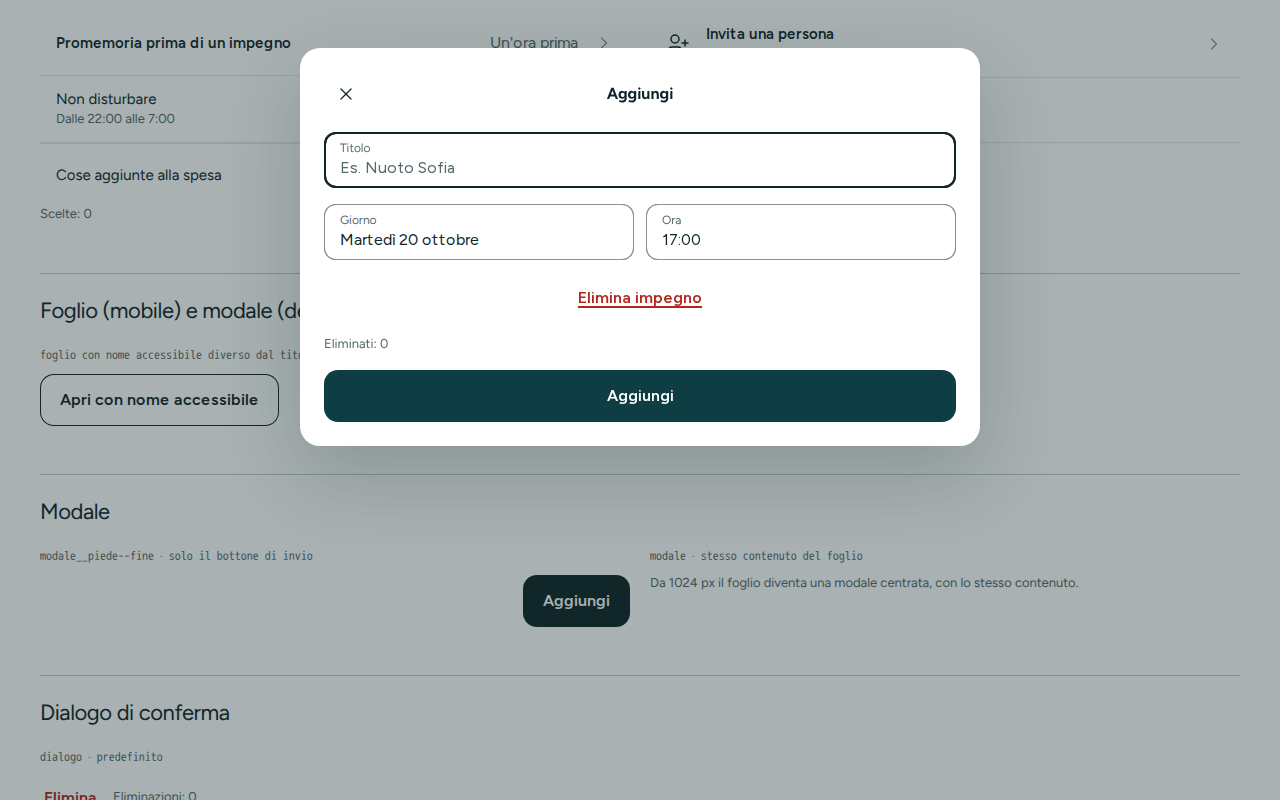 Promemoria prima di un impegno
Un'ora prima
Invita una persona
Non disturbare
Dalle 22:00 alle 7:00
Cose aggiunte alla spesa
Scelte: 0
Aggiungi
Titolo
Es. Nuoto Sofia
Giorno
Martedì 20 ottobre
Ora
17:00
Elimina impegno
Eliminati: 0
Aggiungi
Foglio (mobile) e modale
foglio con nome accessibile diverso dal
Apri con nome accessibile
Modale
modale__piede--fine · solo il bottone di invio
Aggiungi
modale · stesso contenuto del foglio
Da 1024 px il foglio diventa una modale centrata, con lo stesso contenuto.
Dialogo di conferma
dialogo · predefinito
Elimina
Eliminazioni: 0